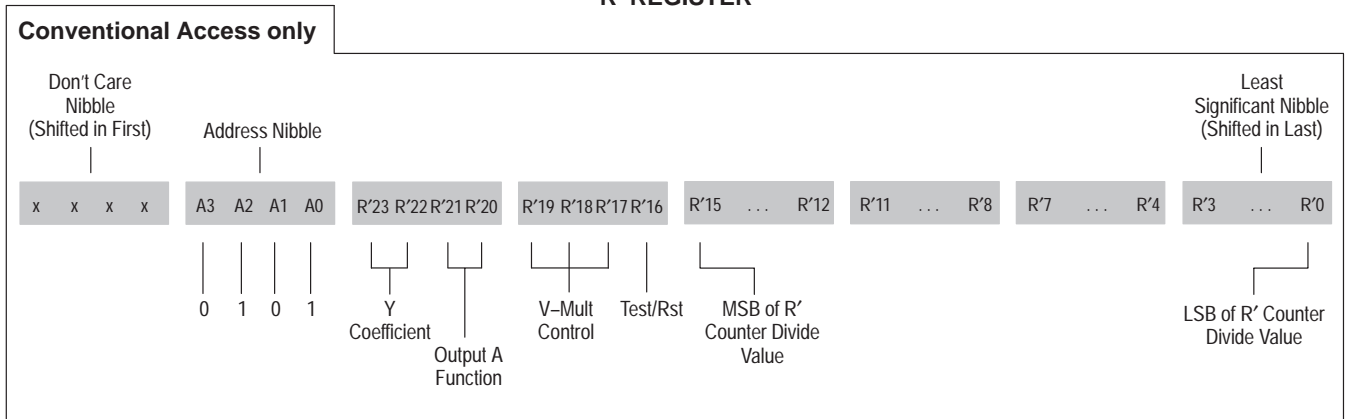 R′ REGISTER
Conventional Access only
Don't Care
Nibble
(Shifted in First)
Address Nibble
Least
Significant Nibble
(Shifted in Last)
x x x x A3 A2 A1 A0 R′23 R′22 R′21 R′20 R′19 R′18 R′17 R′16 R′15 ... R′12 R′11 ... R′8 R′7 ... R′4 R′3 ... R′0
0 1 0 1
Y
Coefficient
Output A
Function
V–Mult
Control
Test/Rst
MSB of R′
Counter Divide
Value
LSB of R′ Counter
Divide Value